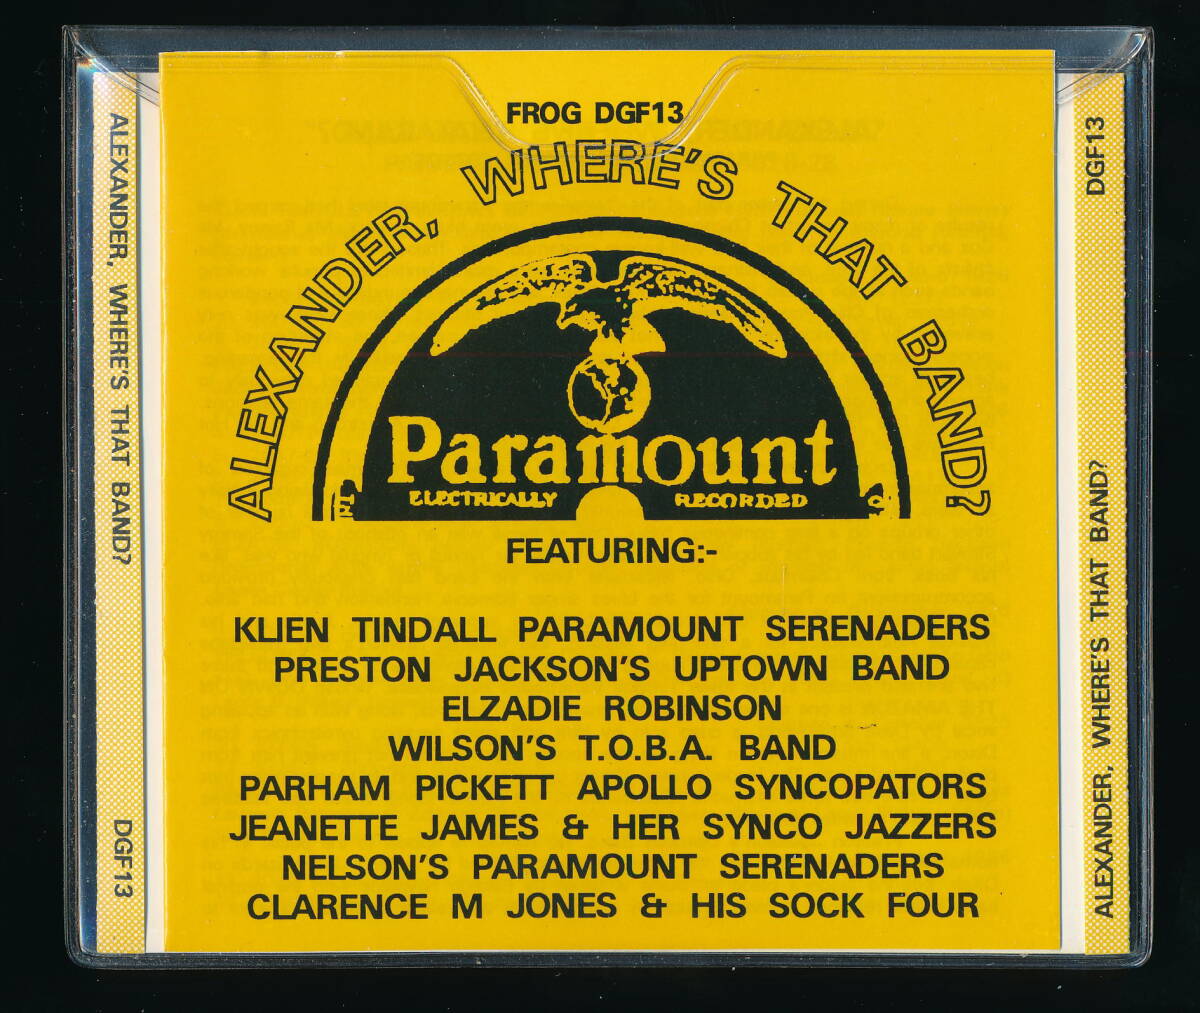 FROG DGF13
ALEXANDER, WHERE'S THAT BAND?
Paramount
ELECTRICALLY RECORDED
FEATURING:-
KLIEN TINDALL PARAMOUNT SERENADERS
PRESTON JACKSON'S UPTOWN BAND
ELZADIE ROBINSON
WILSON'S T.O.B.A. BAND
PARHAM PICKETT APOLLO SYNCOPATORS
JEANETTE JAMES & HER SYNCO JAZZERS
NELSON'S PARAMOUNT SERENADERS
CLARENCE M JONES & HIS SOCK FOUR
ALEXANDER, WHERE'S THAT BAND? DGF13
ALEXANDER, WHERE'S THAT BAND? DGF13